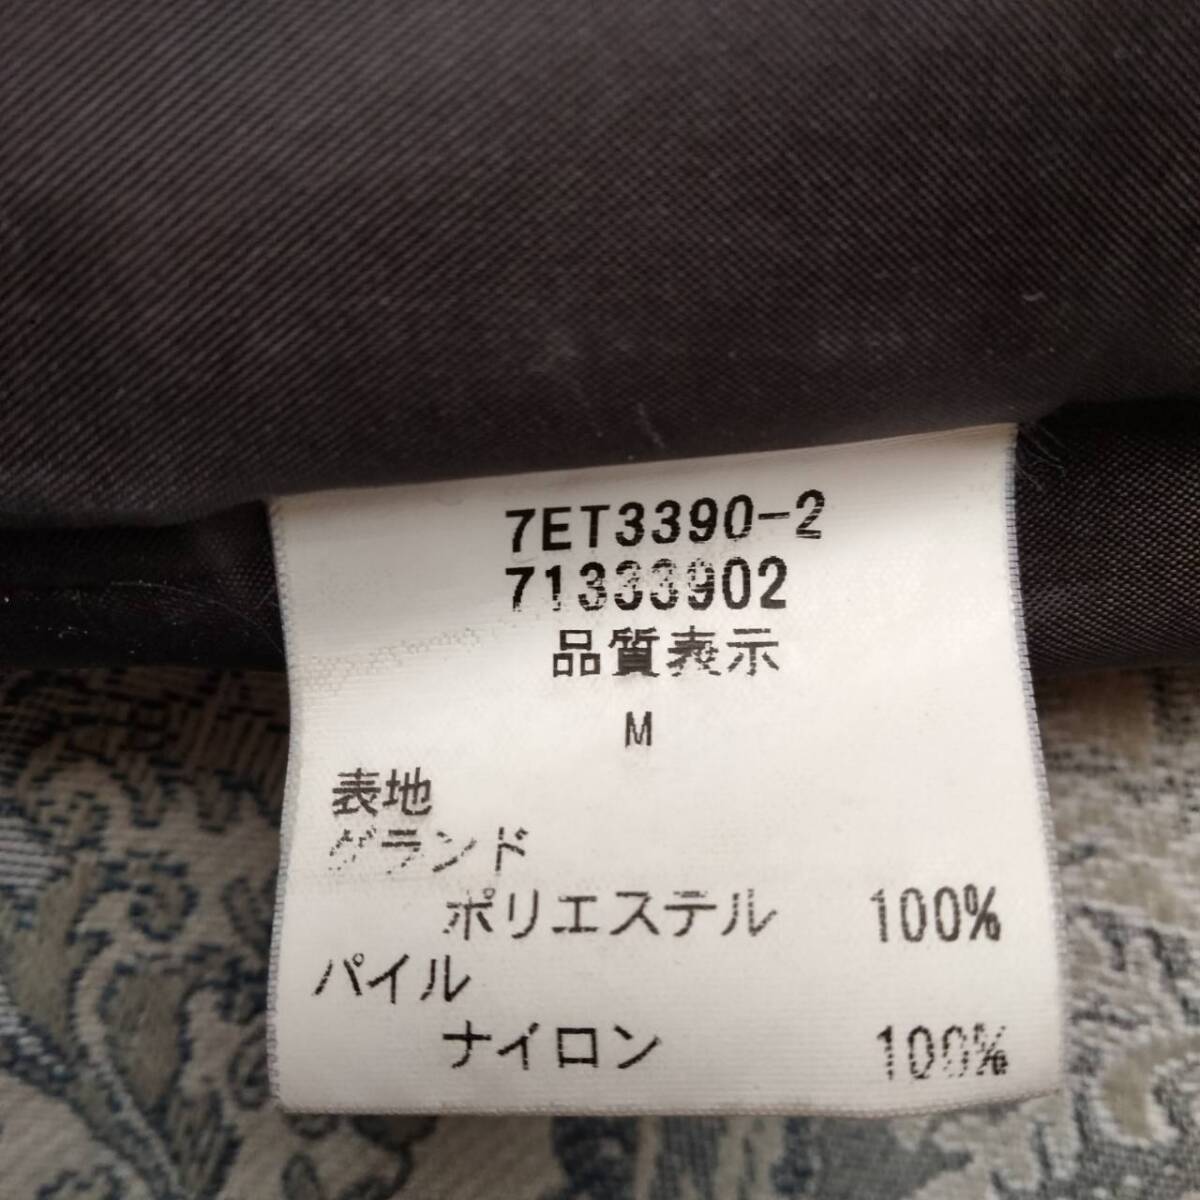 7ET3390-2
71333902
品質表示
M
表地
グランド
ポリエステル 100%
パイル
ナイロン 100%